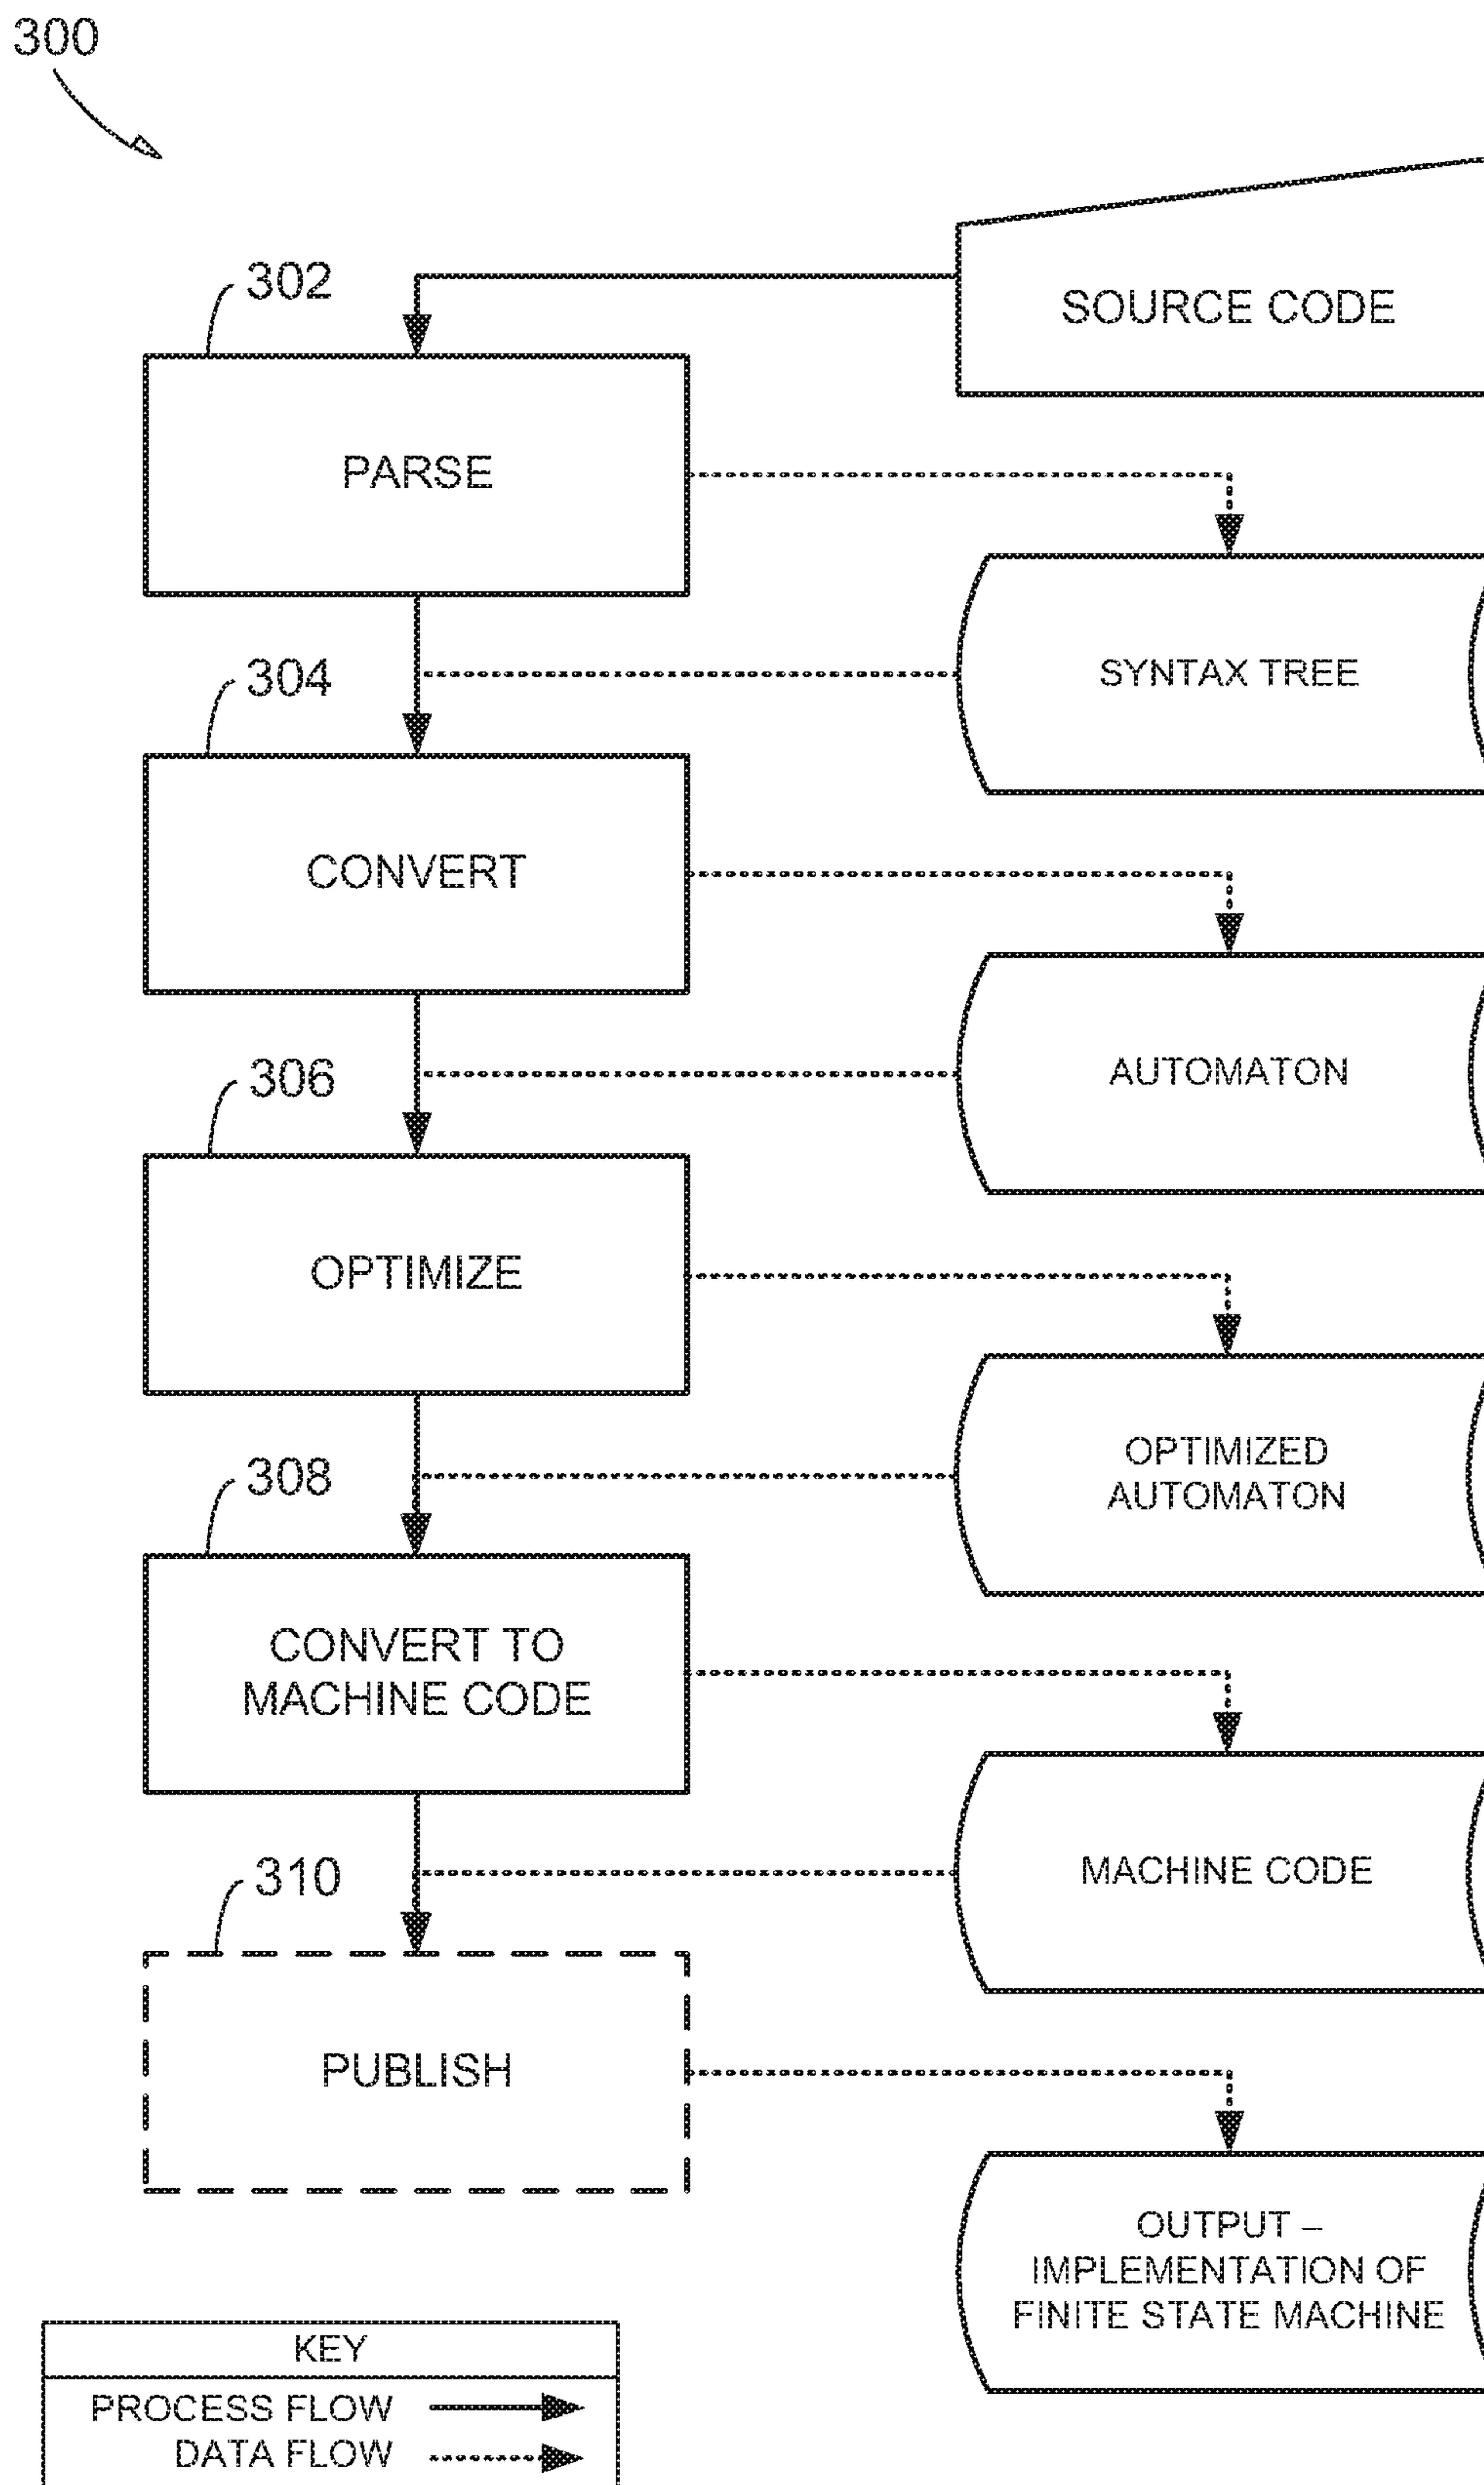 300
302
SOURCE CODE
PARSE
304
SYNTAX TREE
CONVERT
306
AUTOMATON
OPTIMIZE
308
OPTIMIZED
AUTOMATON
CONVERT TO
MACHINE CODE
310
MACHINE CODE
PUBLISH
OUTPUT –
IMPLEMENTATION OF
FINITE STATE MACHINE
KEY
PROCESS FLOW
DATA FLOW